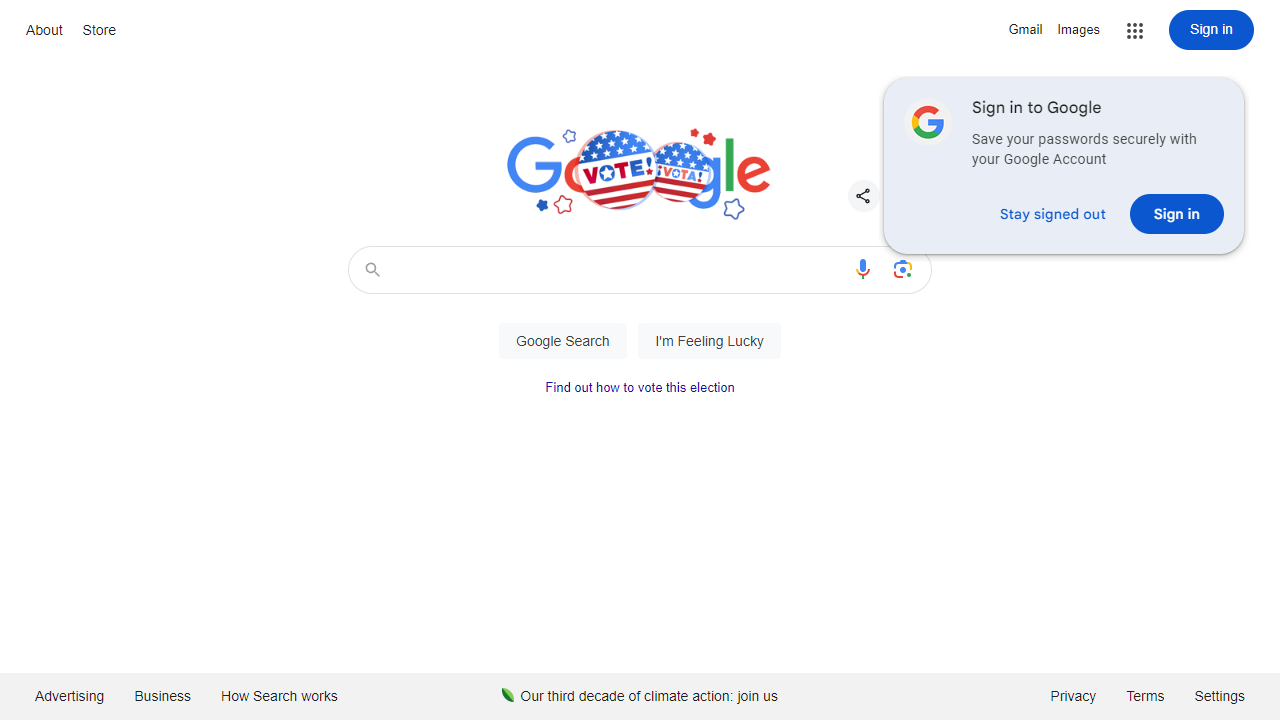 About Store
Gmail Images Sign in
Sign in to Google
Save your passwords securely with
your Google Account
Stay signed out Sign in
Google
VOTE!
¡VOTA!
Google Search I'm Feeling Lucky
Find out how to vote this election
Advertising Business How Search works
Our third decade of climate action: join us
Privacy Terms Settings